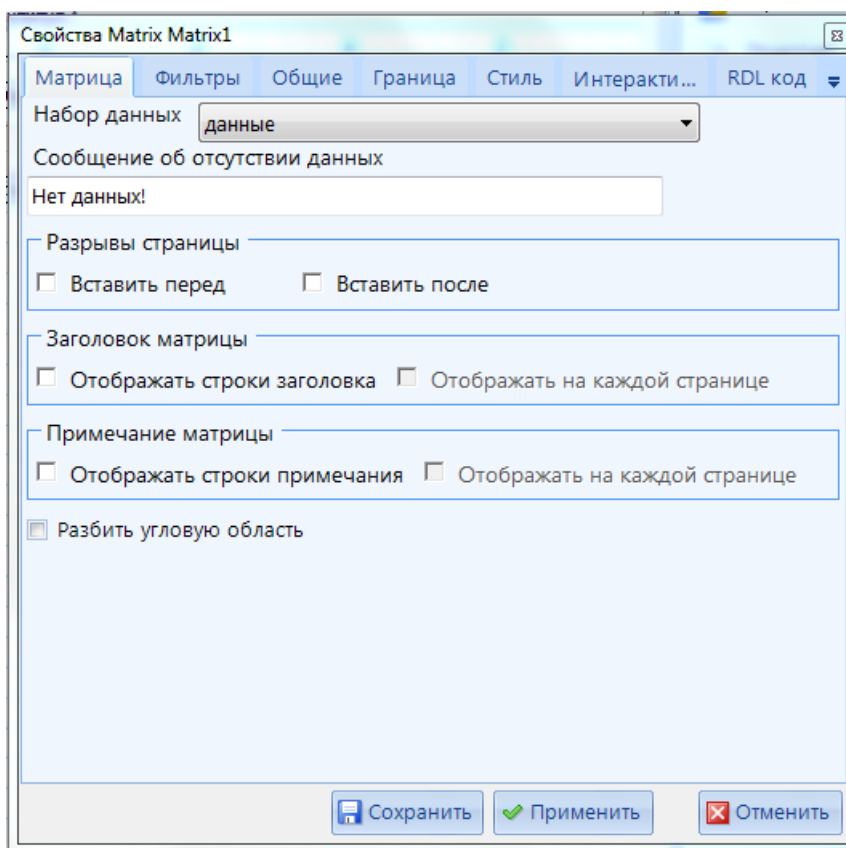 Свойства Matrix Matrix1
Матрица Фильтры Общие Граница Стиль Интеракти... RDL код
Набор данных данные
Сообщение об отсутствии данных
Нет данных!
Разрывы страницы
Вставить перед Вставить после
Заголовок матрицы
Отображать строки заголовка Отображать на каждой странице
Примечание матрицы
Отображать строки примечания Отображать на каждой странице
Разбить угловую область
Сохранить Применить Отменить